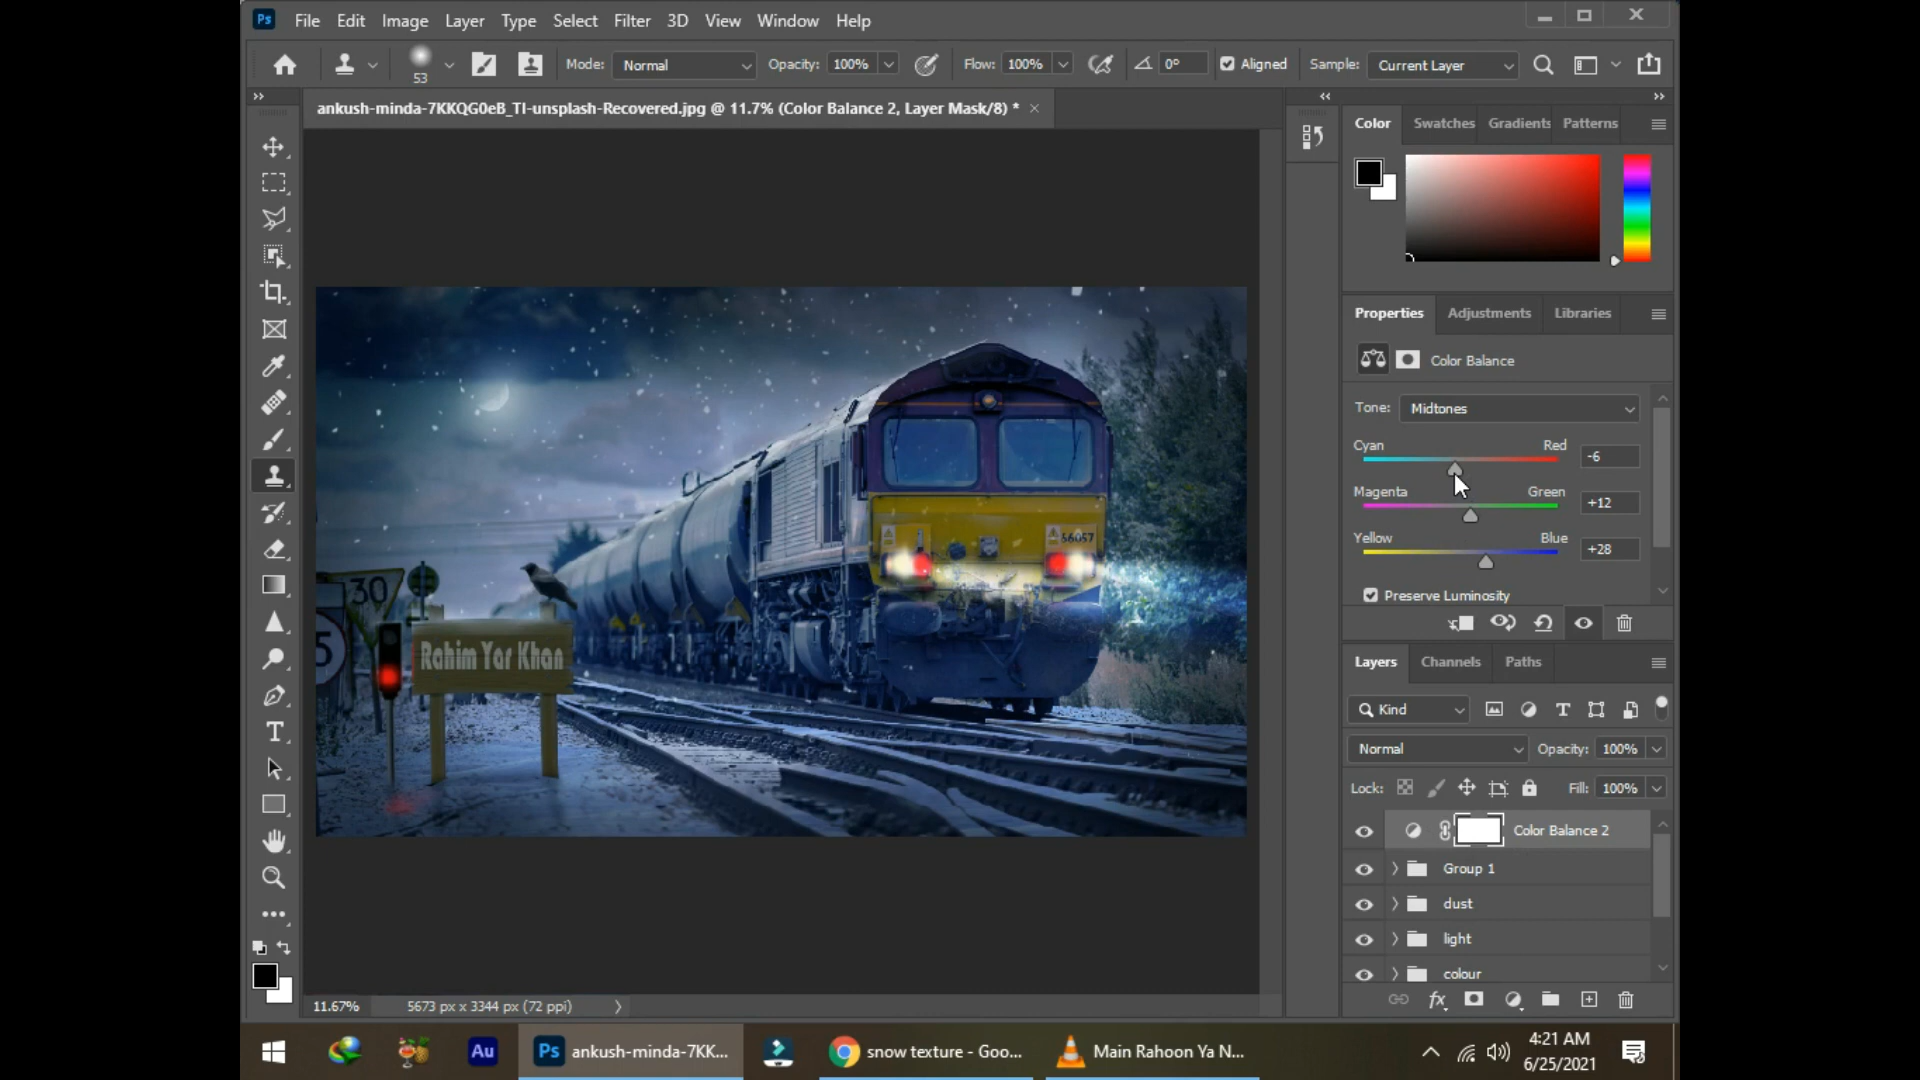 Ps File Edit Image Layer Type Select Filter 3D View Window Help
53 Mode: Normal Opacity: 100% Flow: 100% 0° Aligned Sample: Current Layer
ankush-minda-7KKQG0eB_TI-unsplash-Recovered.jpg @ 11.7% (Color Balance 2, Layer Mask/8) *
Color Swatches Gradients Patterns
Properties Adjustments Libraries
Color Balance
Tone: Midtones
Cyan Red -6
Magenta Green +12
Yellow Blue +28
Preserve Luminosity
66057
30
5
Rahim Yar Khan
Layers Channels Paths
Kind
Normal Opacity: 100%
Lock: Fill: 100%
Color Balance 2
Group 1
dust
light
colour
fx
T
11.67% 5673 px x 3344 px (72 ppi)
Au Ps ankush-minda-7KK... snow texture - Goo... Main Rahoon Ya N...
4:21 AM
6/25/2021